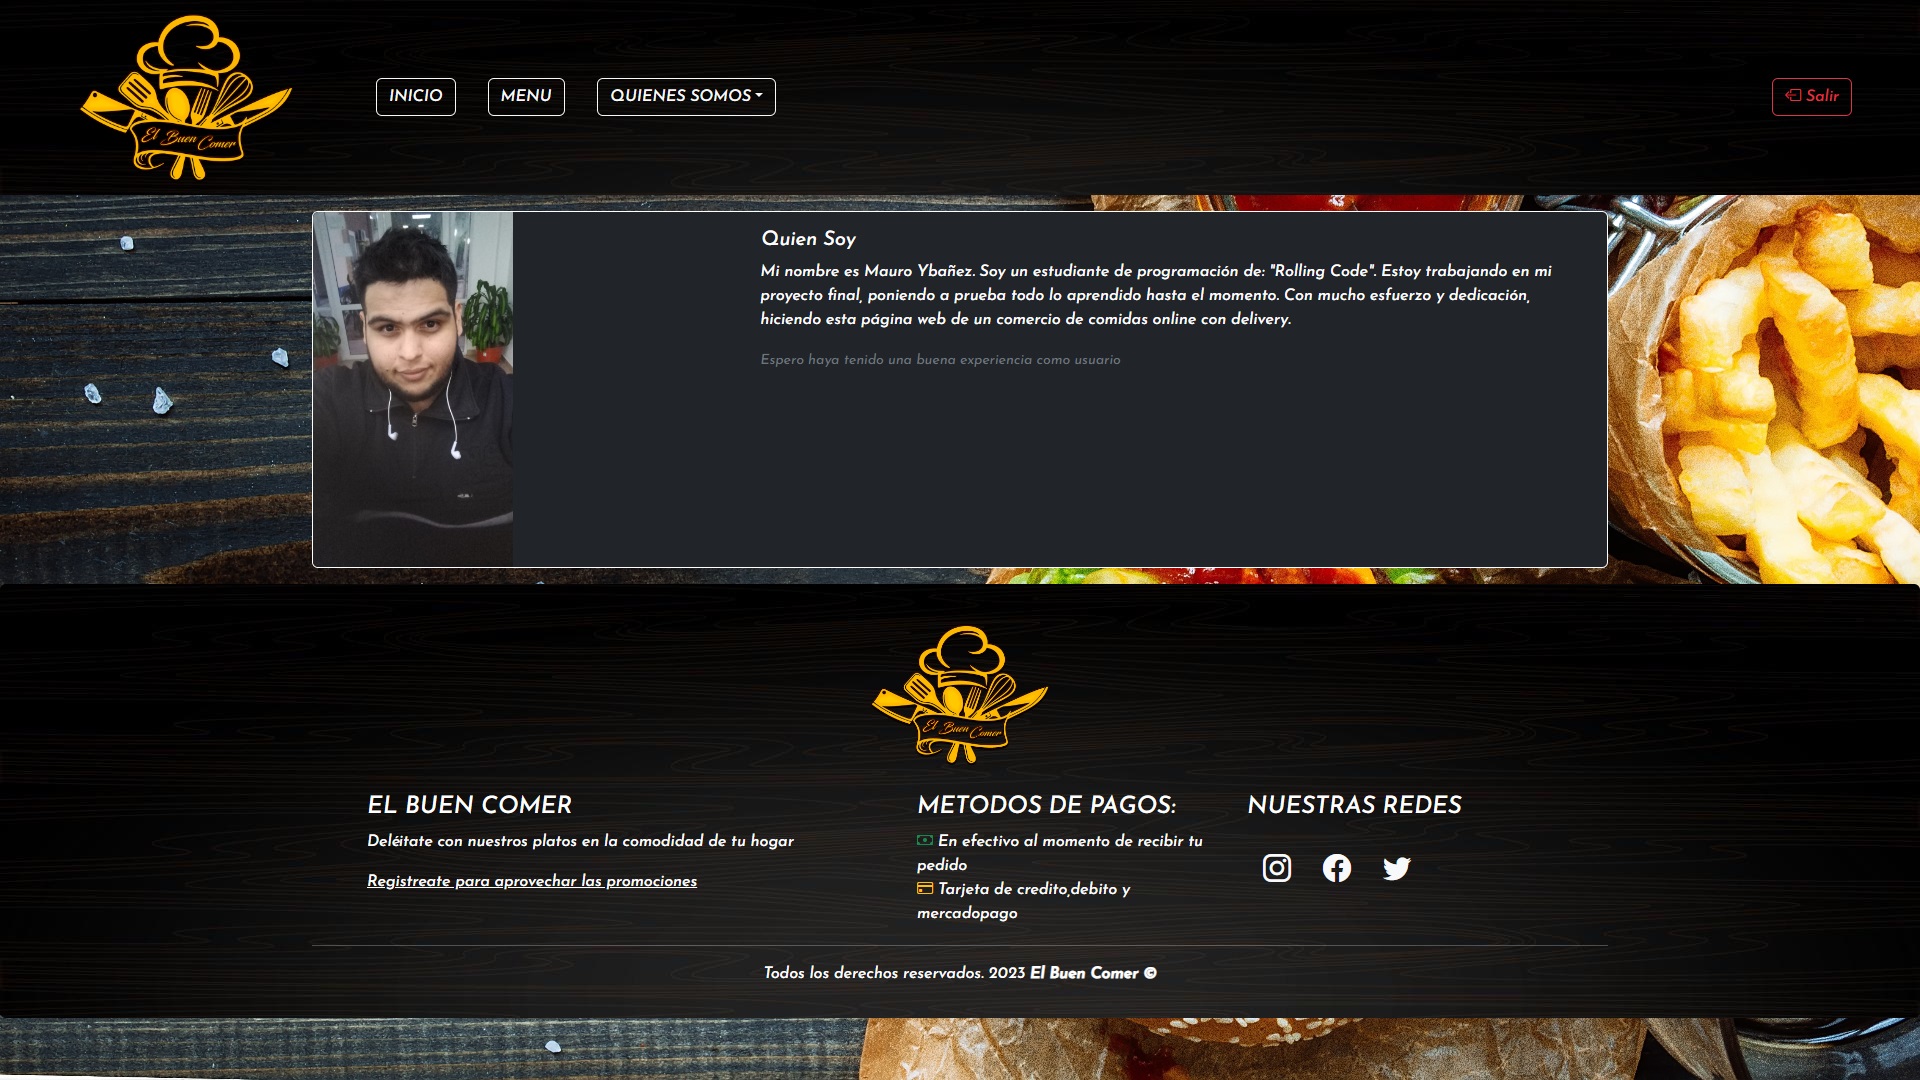 El Buen Comer
INICIO
MENU
QUIENES SOMOS
Salir
Quien Soy
Mi nombre es Mauro Ybañez. Soy un estudiante de programación de: "Rolling Code". Estoy trabajando en mi
proyecto final, poniendo a prueba todo lo aprendido hasta el momento. Con mucho esfuerzo y dedicación,
hiciendo esta página web de un comercio de comidas online con delivery.
Espero haya tenido una buena experiencia como usuario
El Buen Comer
EL BUEN COMER
Deléitate con nuestros platos en la comodidad de tu hogar
Registreate para aprovechar las promociones
METODOS DE PAGOS:
En efectivo al momento de recibir tu
pedido
Tarjeta de credito,debito y
mercadopago
NUESTRAS REDES
Todos los derechos reservados. 2023 El Buen Comer ©